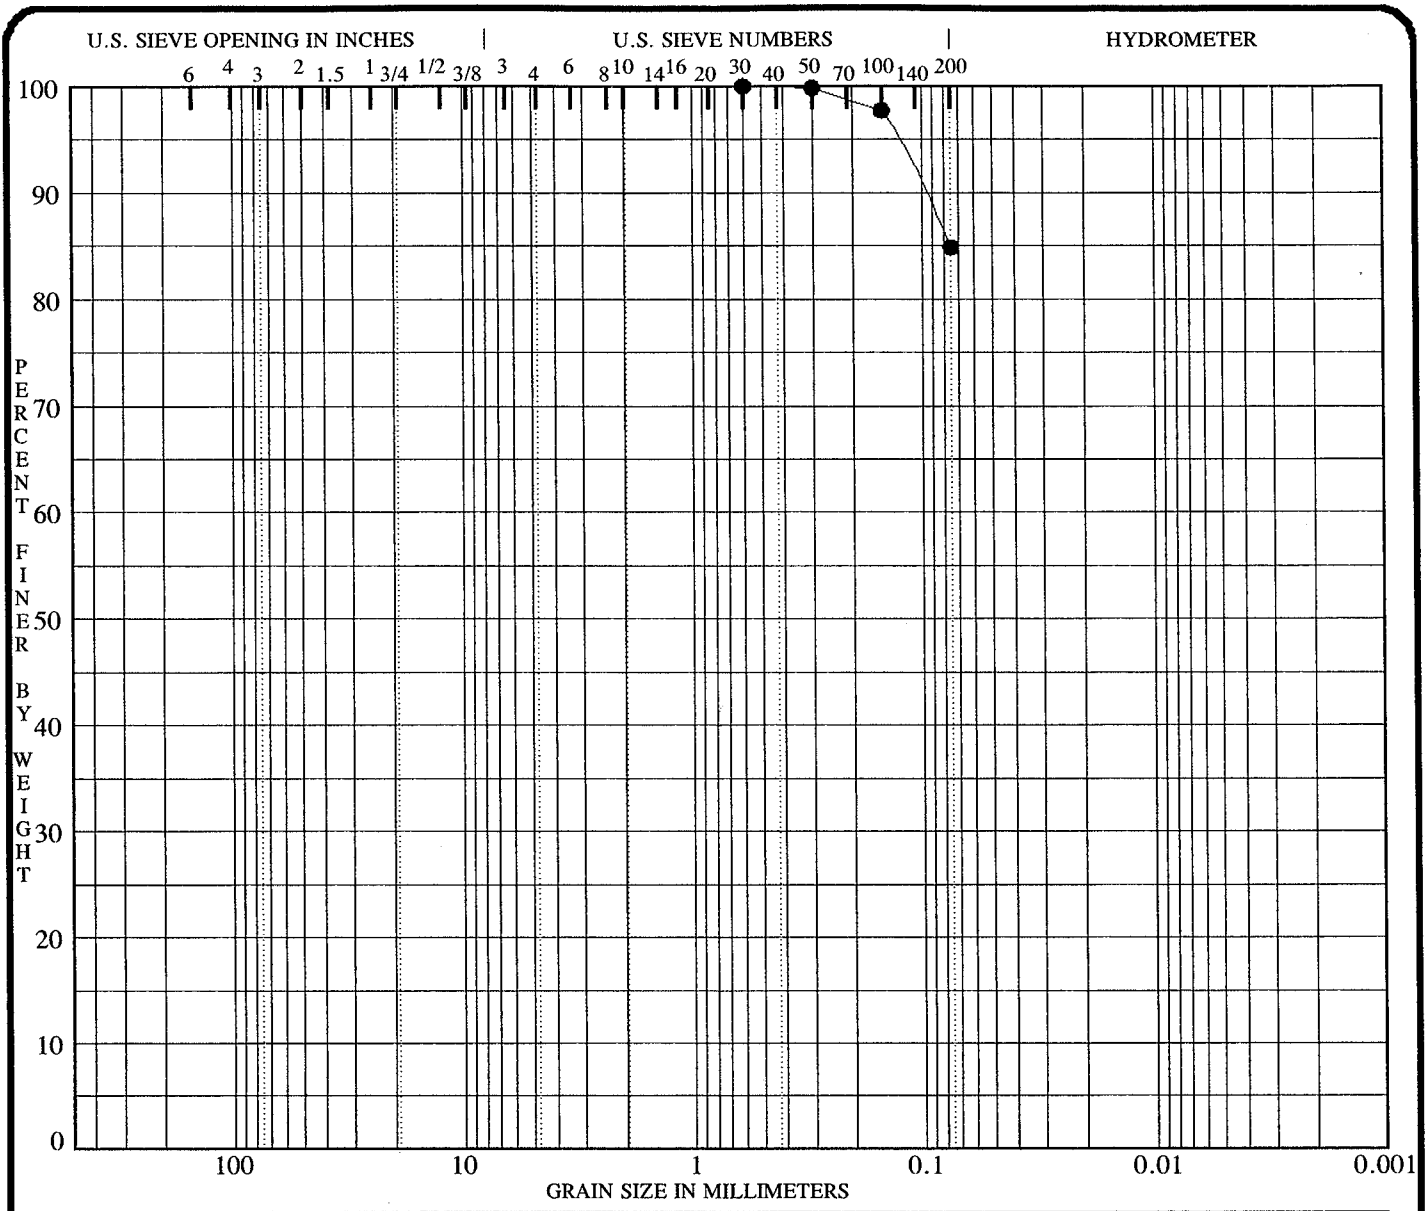 U.S. SIEVE OPENING IN INCHES | U.S. SIEVE NUMBERS | HYDROMETER
6 4 3 2 1.5 1 3/4 1/2 3/8 3 4 6 8 10 14 16 20 30 40 50 70 100 140 200
100
90
80
70
60
50
40
30
20
10
0
PERCENT FINER BY WEIGHT
100 10 1 0.1 0.01 0.001
GRAIN SIZE IN MILLIMETERS